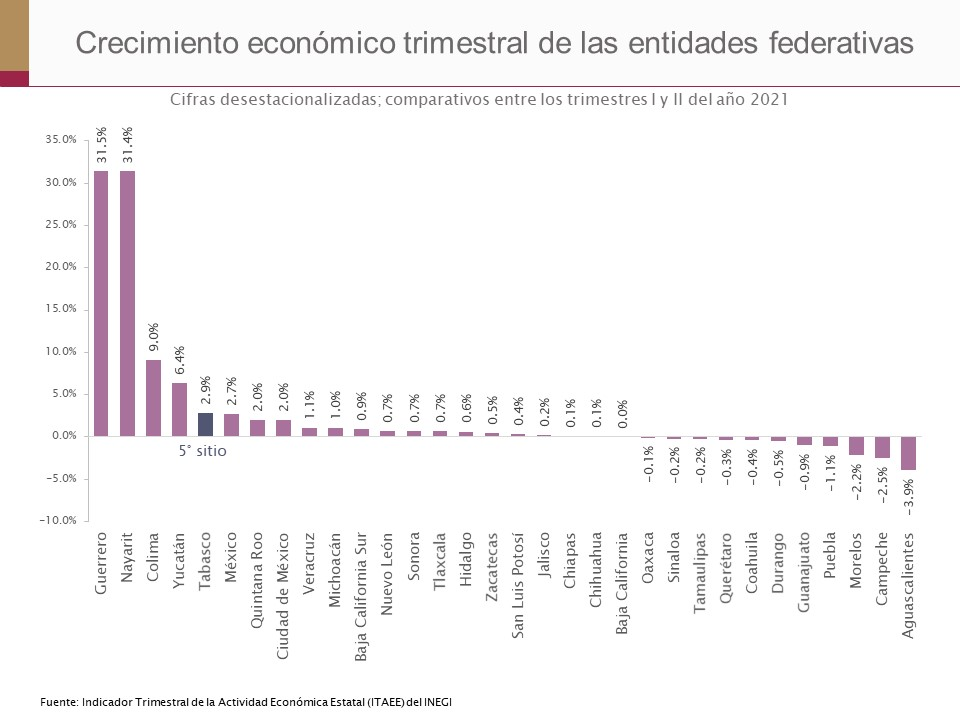 Crecimiento económico trimestral de las entidades federativas
Cifras desestacionalizadas; comparativos entre los trimestres I y II del año 2021
35.0%
30.0%
25.0%
20.0%
15.0%
10.0%
5.0%
0.0%
-5.0%
-10.0%
31.5%
31.4%
9.0%
6.4%
2.9%
2.7%
2.0%
2.0%
1.1%
1.0%
0.9%
0.7%
0.7%
0.7%
0.6%
0.5%
0.4%
0.2%
0.1%
0.1%
0.0%
-0.1%
-0.2%
-0.2%
-0.3%
-0.4%
-0.5%
-0.9%
-1.1%
-2.2%
-2.5%
-3.9%
5° sitio
Guerrero
Nayarit
Colima
Yucatán
Tabasco
México
Quintana Roo
Ciudad de México
Veracruz
Michoacán
Baja California Sur
Nuevo León
Sonora
Tlaxcala
Hidalgo
Zacatecas
San Luis Potosí
Jalisco
Chiapas
Chihuahua
Baja California
Oaxaca
Sinaloa
Tamaulipas
Querétaro
Coahuila
Durango
Guanajuato
Puebla
Morelos
Campeche
Aguascalientes
Fuente: Indicador Trimestral de la Actividad Económica Estatal (ITAEE) del INEGI